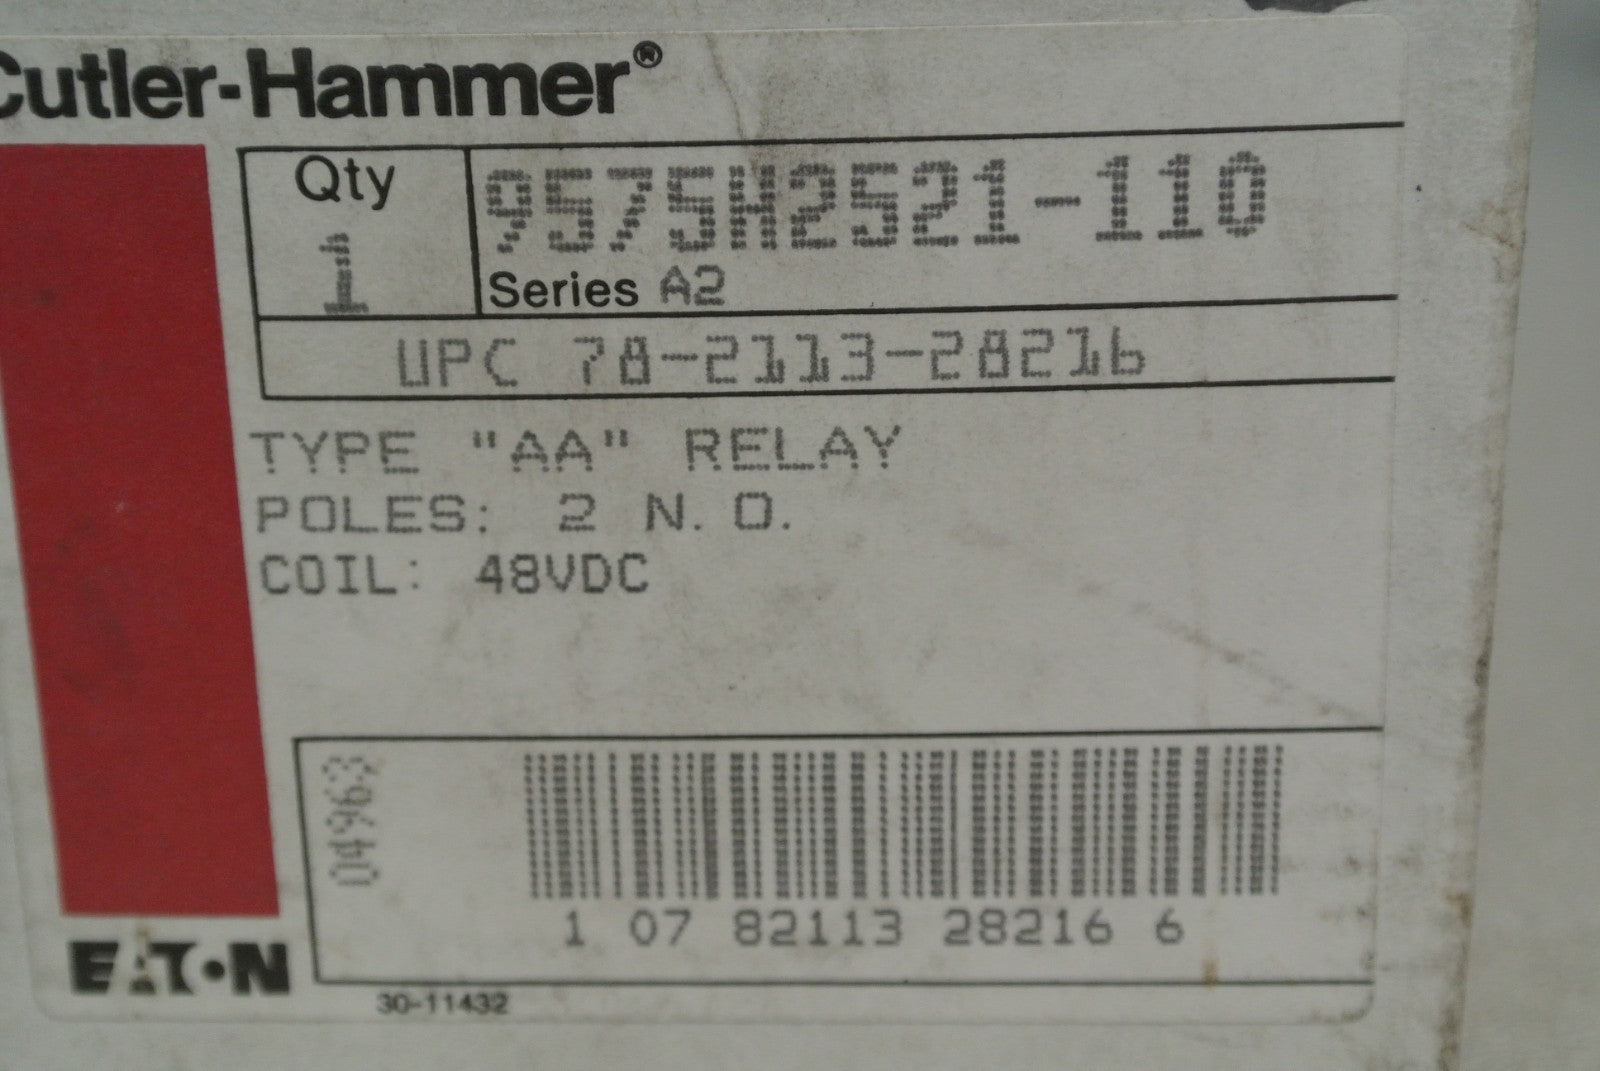 Cutler-Hammer®
Qty
1
9575H2521-110
Series A2
UPC 78-2113-28216
TYPE "AA" RELAY
POLES: 2 N.O.
COIL: 48VDC
04963
1 07 82113 28216 6
EATON
30-11432